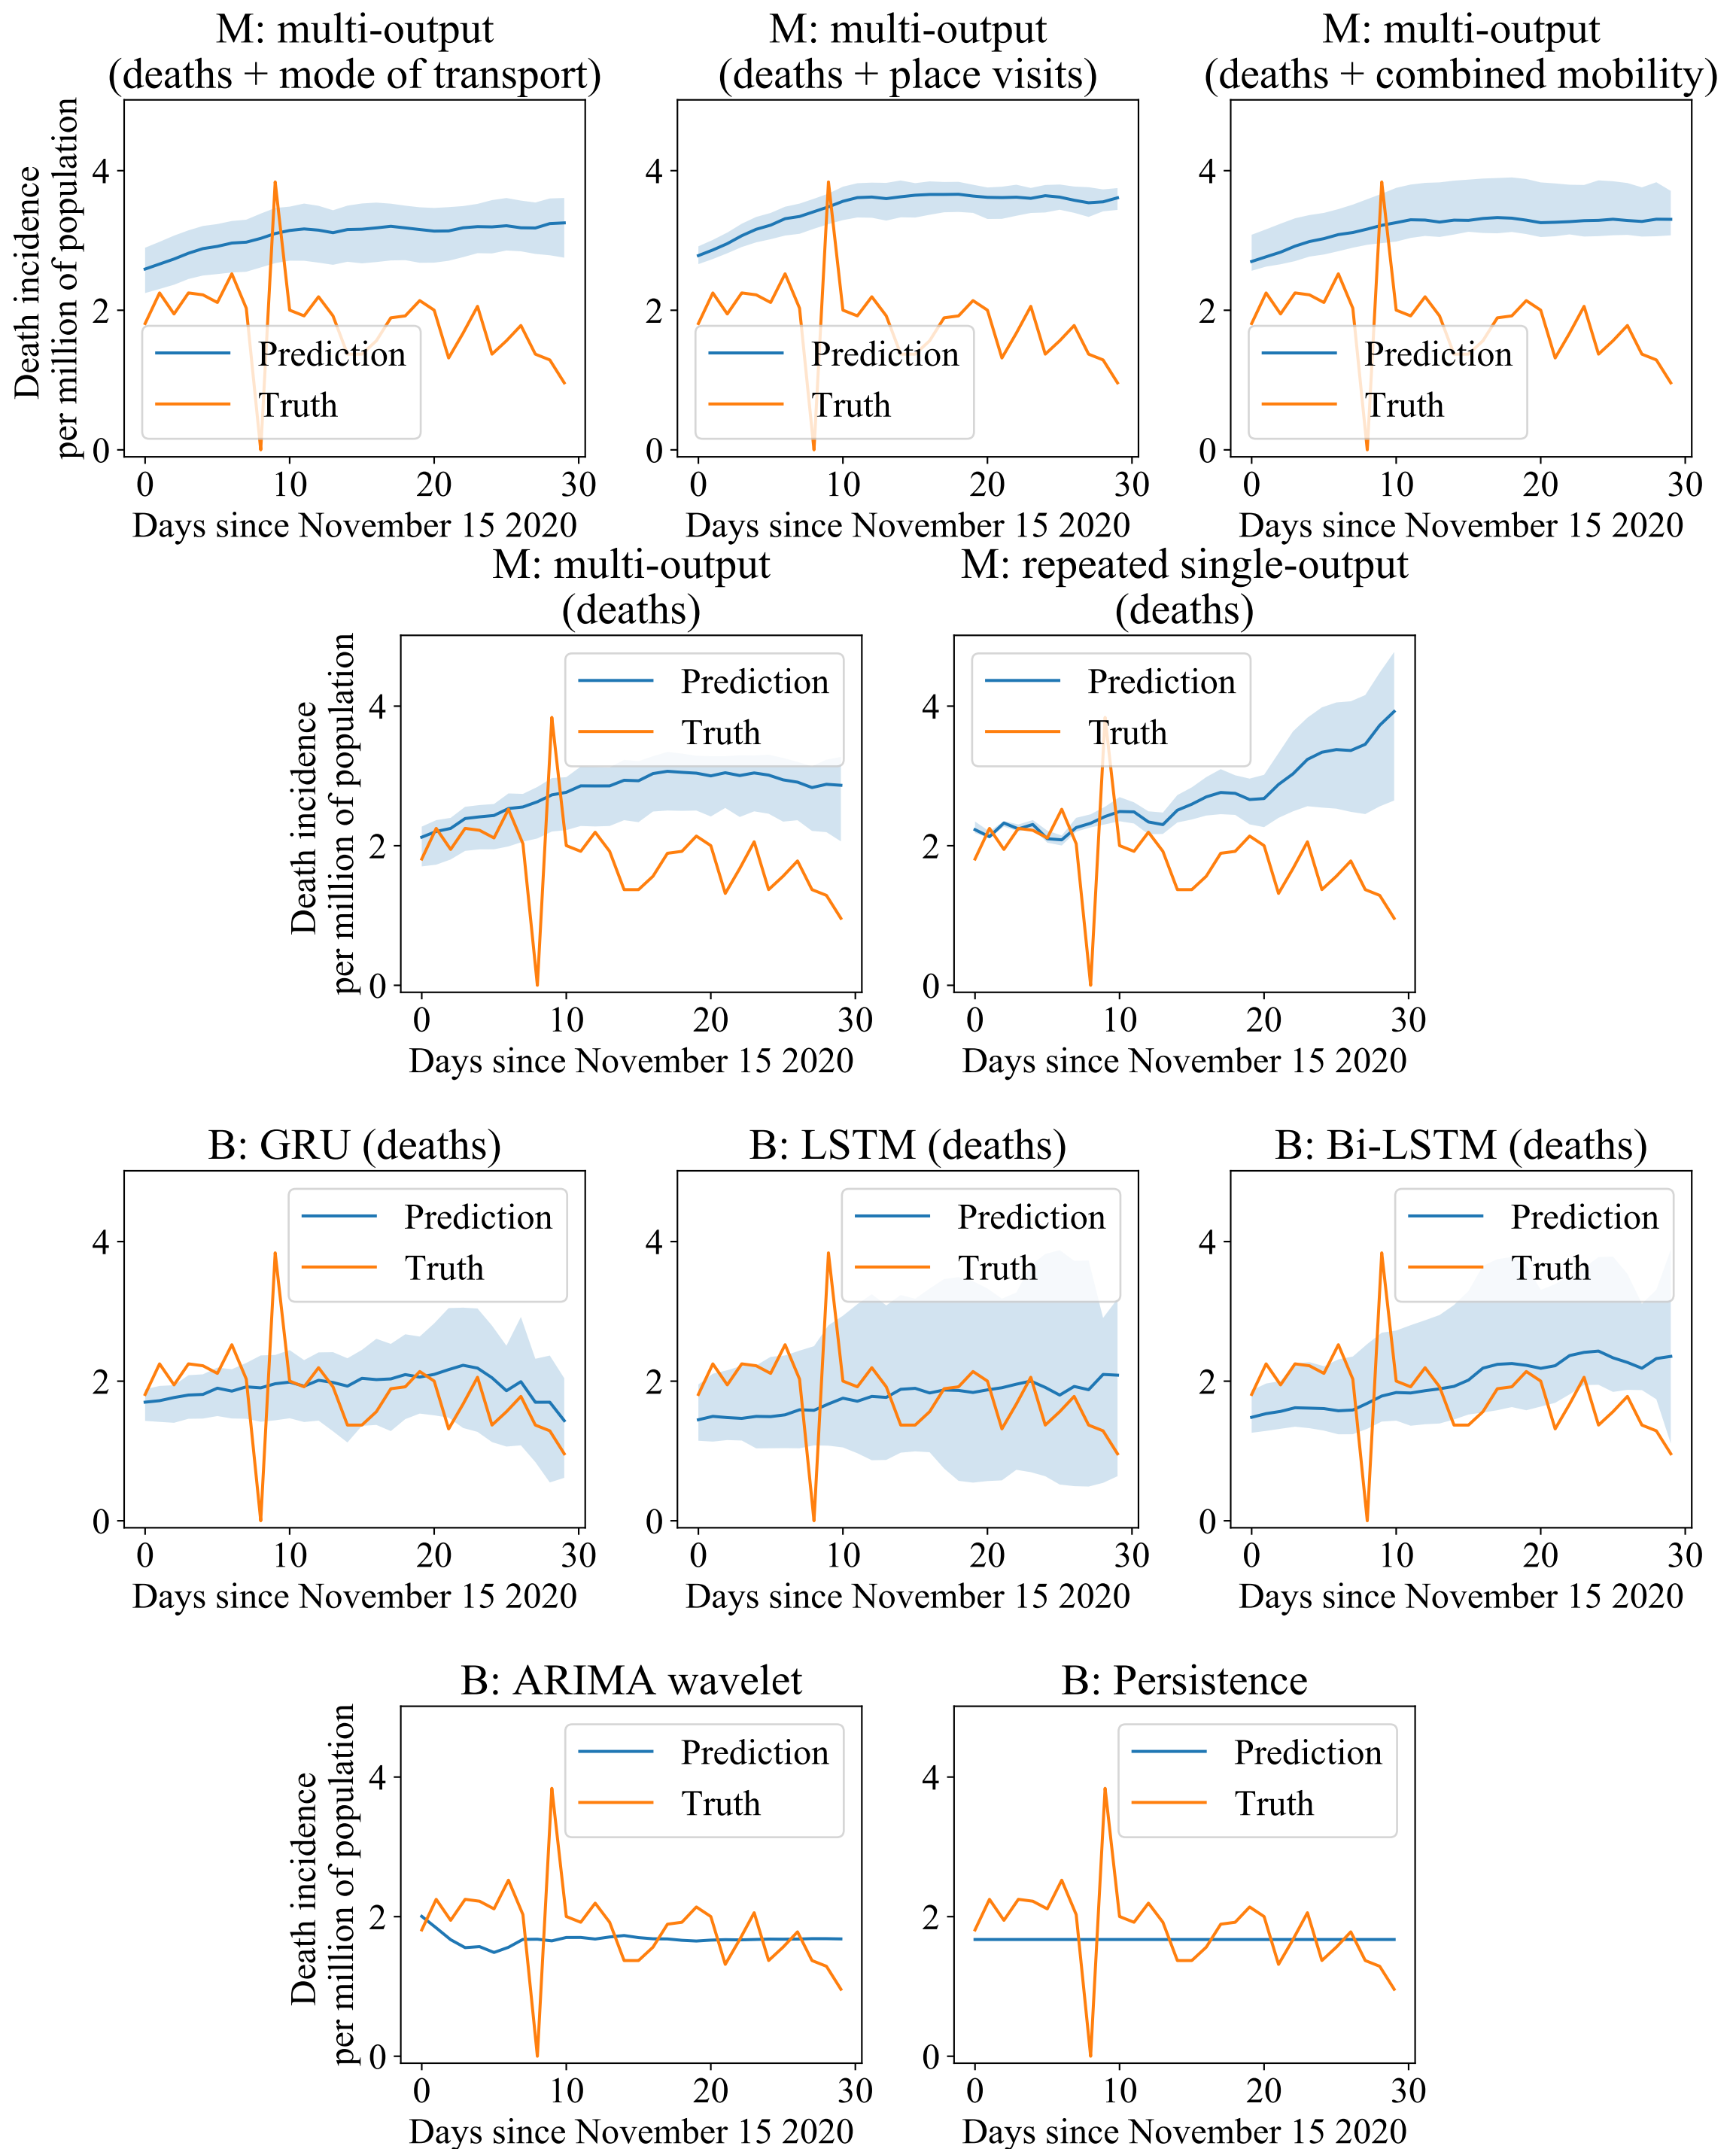 M: multi-output
(deaths + mode of transport)
M: multi-output
(deaths + place visits)
M: multi-output
(deaths + combined mobility)
Death incidence
per million of population
4
2
0
Prediction
Truth
0 10 20 30
Days since November 15 2020
4
2
0
Prediction
Truth
0 10 20 30
Days since November 15 2020
4
2
0
Prediction
Truth
0 10 20 30
Days since November 15 2020
M: multi-output
(deaths)
M: repeated single-output
(deaths)
Death incidence
per million of population
4
2
0
Prediction
Truth
0 10 20 30
Days since November 15 2020
4
2
0
Prediction
Truth
0 10 20 30
Days since November 15 2020
B: GRU (deaths)
4
2
0
Prediction
Truth
0 10 20 30
Days since November 15 2020
B: LSTM (deaths)
4
2
0
Prediction
Truth
0 10 20 30
Days since November 15 2020
B: Bi-LSTM (deaths)
4
2
0
Prediction
Truth
0 10 20 30
Days since November 15 2020
B: ARIMA wavelet
Death incidence
per million of population
4
2
0
Prediction
Truth
0 10 20 30
Days since November 15 2020
B: Persistence
4
2
0
Prediction
Truth
0 10 20 30
Days since November 15 2020